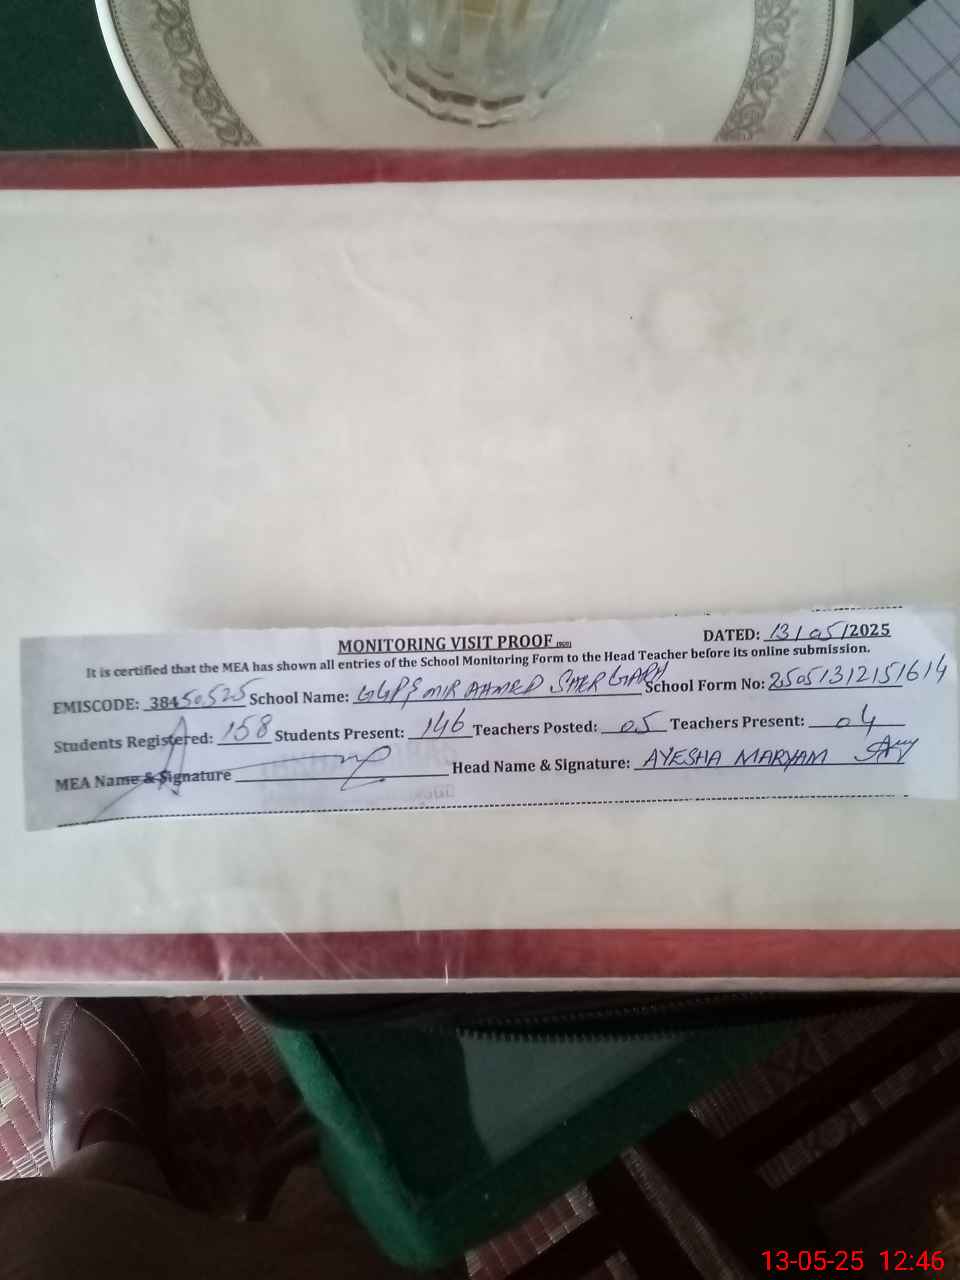 MONITORING VISIT PROOF
DATED: 13/05/2025
It is certified that the MEA has shown all entries of the School Monitoring Form to the Head Teacher before its online submission.
EMISCODE: 38450525 School Name: GGPS MIR AHMED SHER GARH School Form No: 2505131215161 4
Students Registered: 158 Students Present: 146 Teachers Posted: 05 Teachers Present: 04
MEA Name & Signature Head Name & Signature: AYESHA MARYAM
13-05-25 12:46